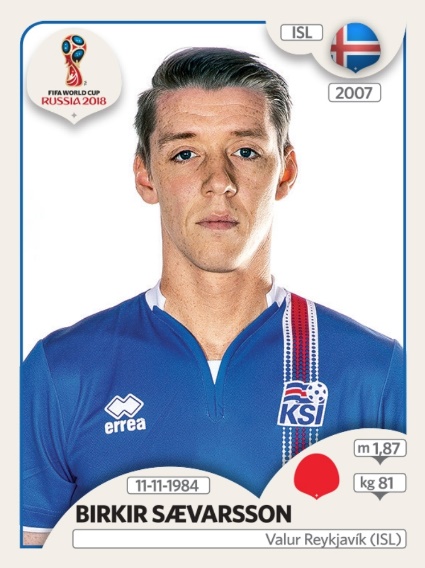 FIFA WORLD CUP
RUSSIA 2018
ISL
2007
errea
KSI
m 1,87
kg 81
11-11-1984
BIRKIR SÆVARSSON
Valur Reykjavík (ISL)